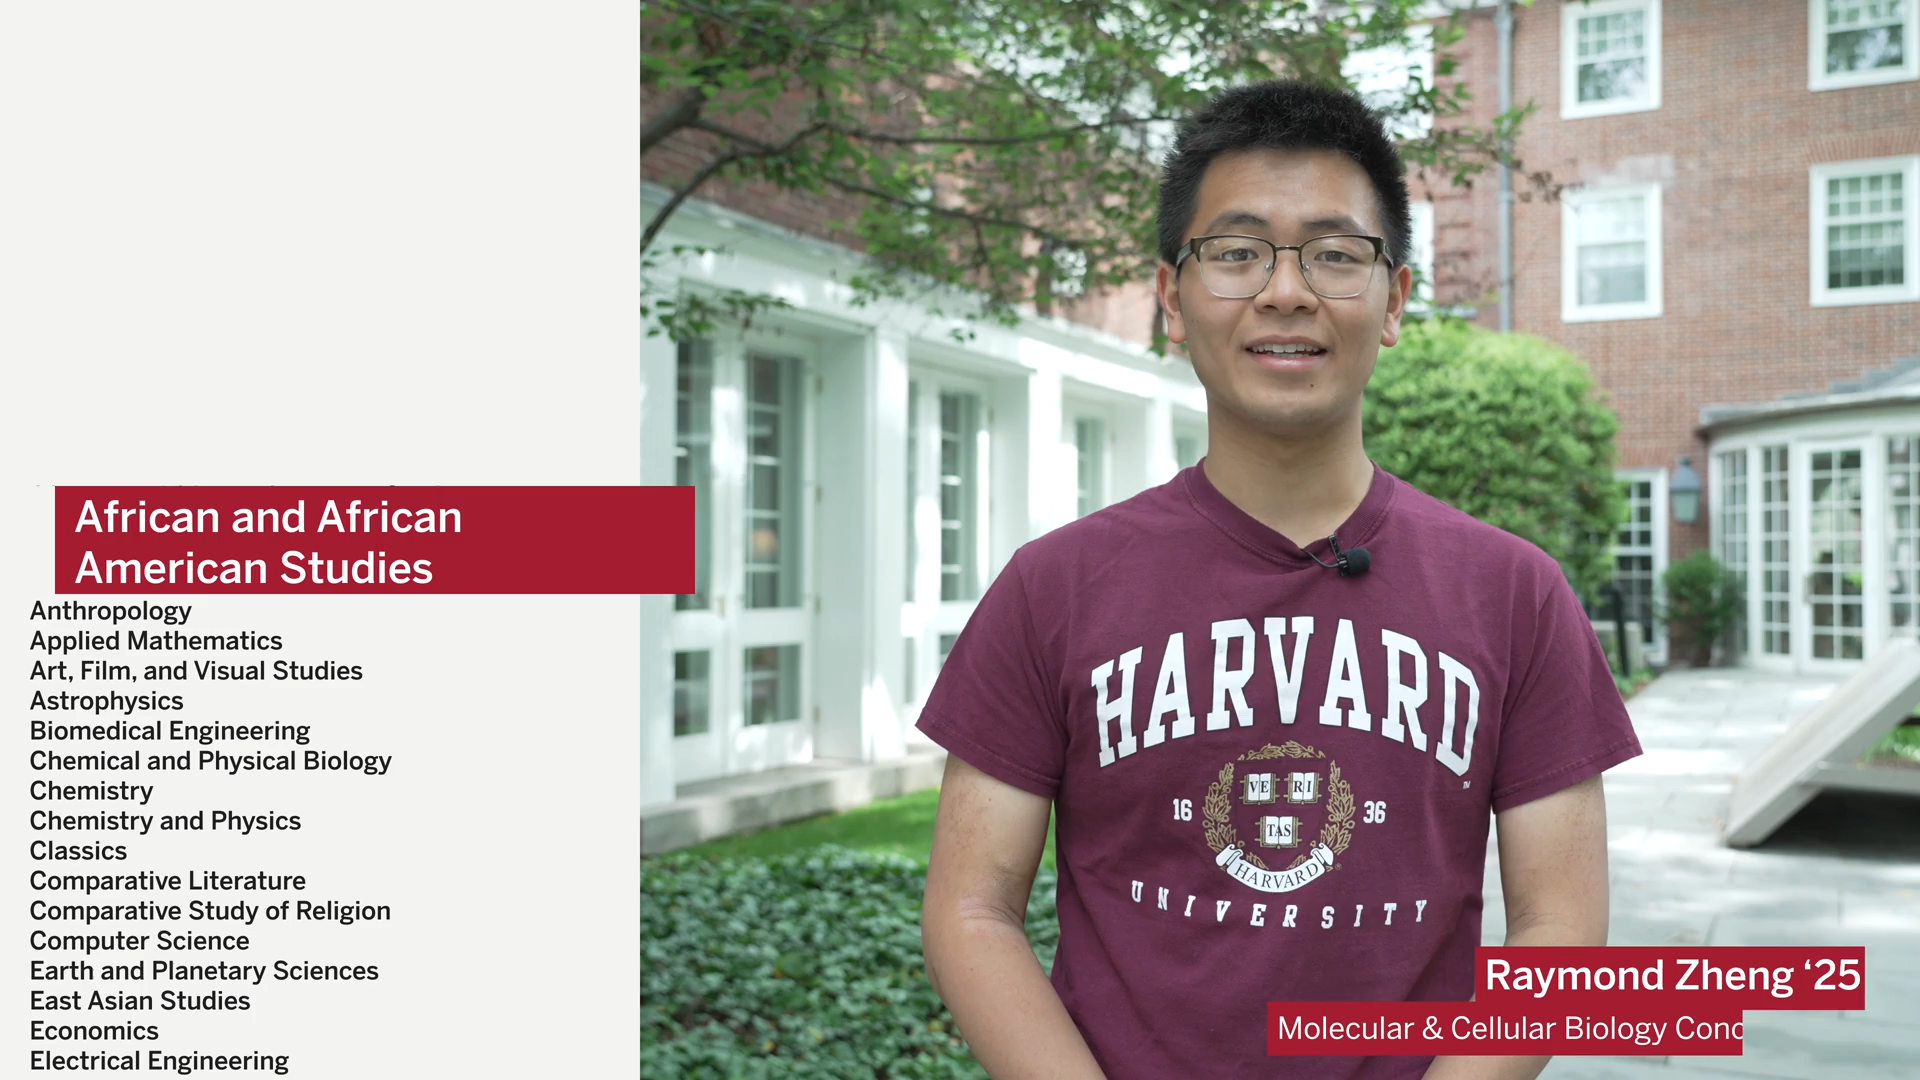 African and African
American Studies
Anthropology
Applied Mathematics
Art, Film, and Visual Studies
Astrophysics
Biomedical Engineering
Chemical and Physical Biology
Chemistry
Chemistry and Physics
Classics
Comparative Literature
Comparative Study of Religion
Computer Science
Earth and Planetary Sciences
East Asian Studies
Economics
Electrical Engineering
HARVARD
VE RI
TAS
16 36
HARVARD
UNIVERSITY
Raymond Zheng ‘25
Molecular & Cellular Biology Conc